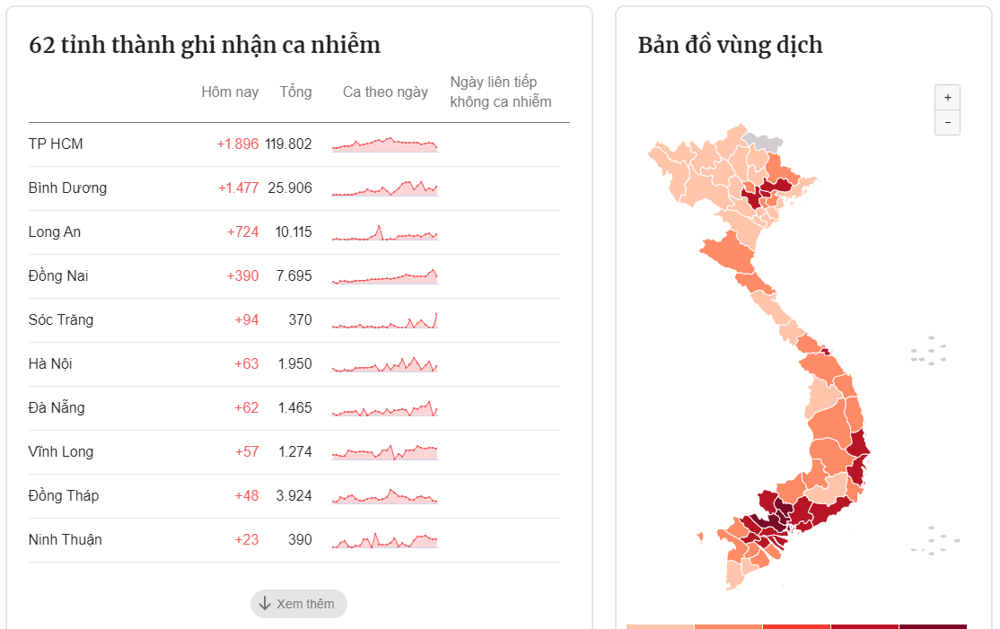 62 tỉnh thành ghi nhận ca nhiễm
Hôm nay Tổng Ca theo ngày Ngày liên tiếp không ca nhiễm
TP HCM +1.896 119.802
Bình Dương +1.477 25.906
Long An +724 10.115
Đồng Nai +390 7.695
Sóc Trăng +94 370
Hà Nội +63 1.950
Đà Nẵng +62 1.465
Vĩnh Long +57 1.274
Đồng Tháp +48 3.924
Ninh Thuận +23 390
Xem thêm
Bản đồ vùng dịch
+
−